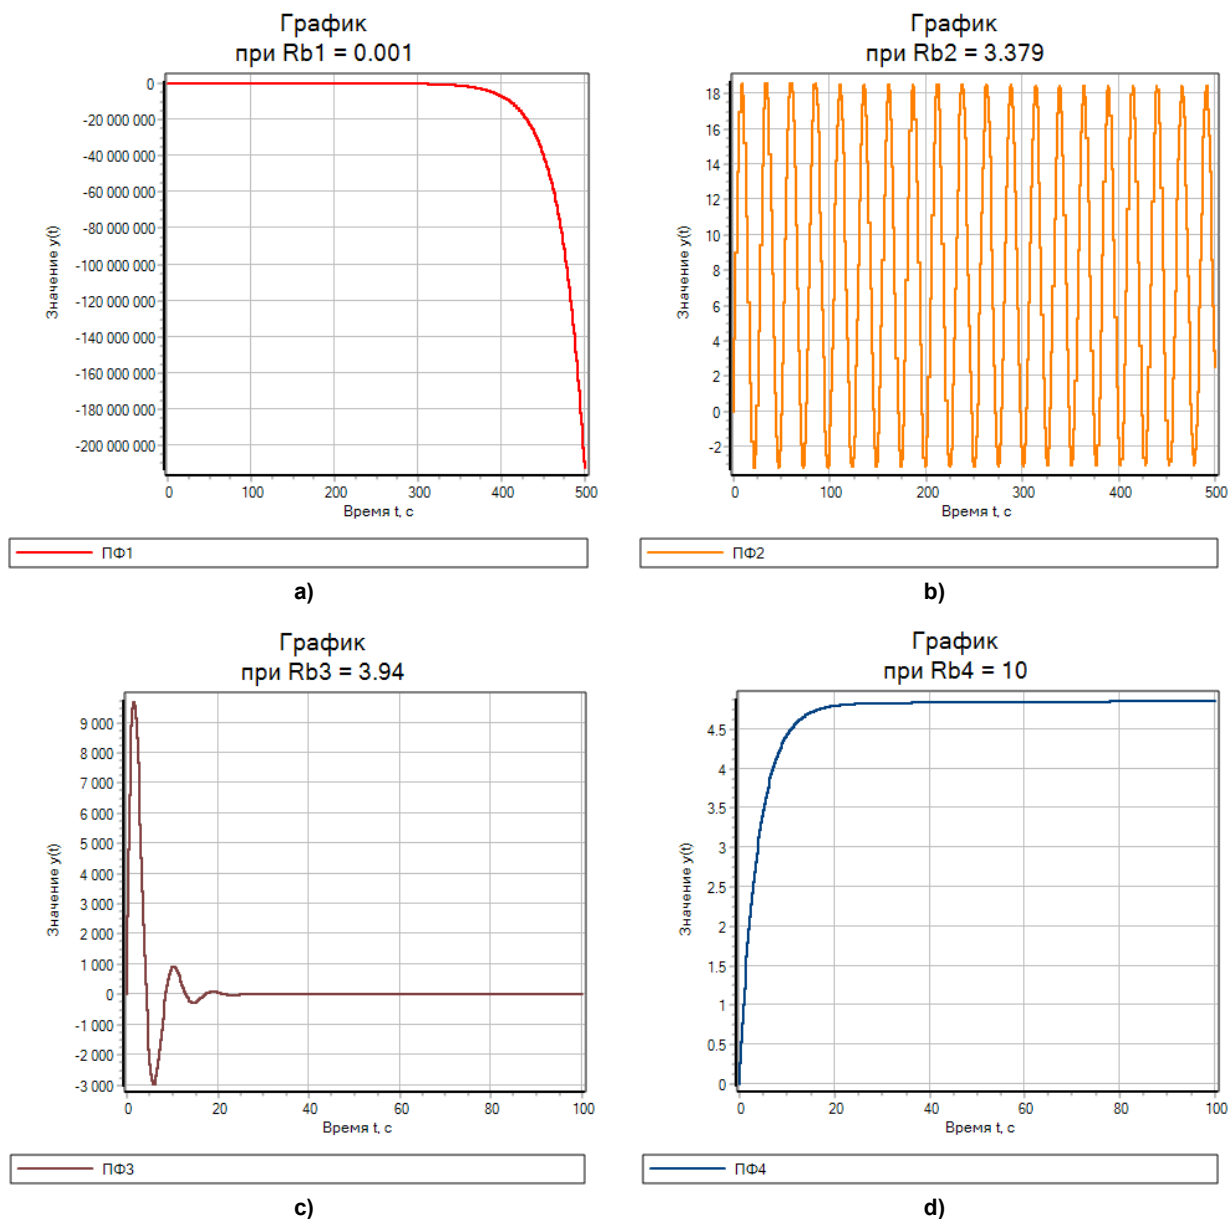 График
при Rb1 = 0.001
0
-20 000 000
-40 000 000
-60 000 000
-80 000 000
-100 000 000
-120 000 000
-140 000 000
-160 000 000
-180 000 000
-200 000 000
Значение y(t)
0 100 200 300 400 500
Время t, с
ПФ1
a)
График
при Rb2 = 3.379
18
16
14
12
10
8
6
4
2
0
-2
Значение y(t)
0 100 200 300 400 500
Время t, с
ПФ2
b)
График
при Rb3 = 3.94
9 000
8 000
7 000
6 000
5 000
4 000
3 000
2 000
1 000
0
-1 000
-2 000
-3 000
Значение y(t)
0 20 40 60 80 100
Время t, с
ПФ3
c)
График
при Rb4 = 10
4.5
4
3.5
3
2.5
2
1.5
1
0.5
0
Значение y(t)
0 20 40 60 80 100
Время t, с
ПФ4
d)